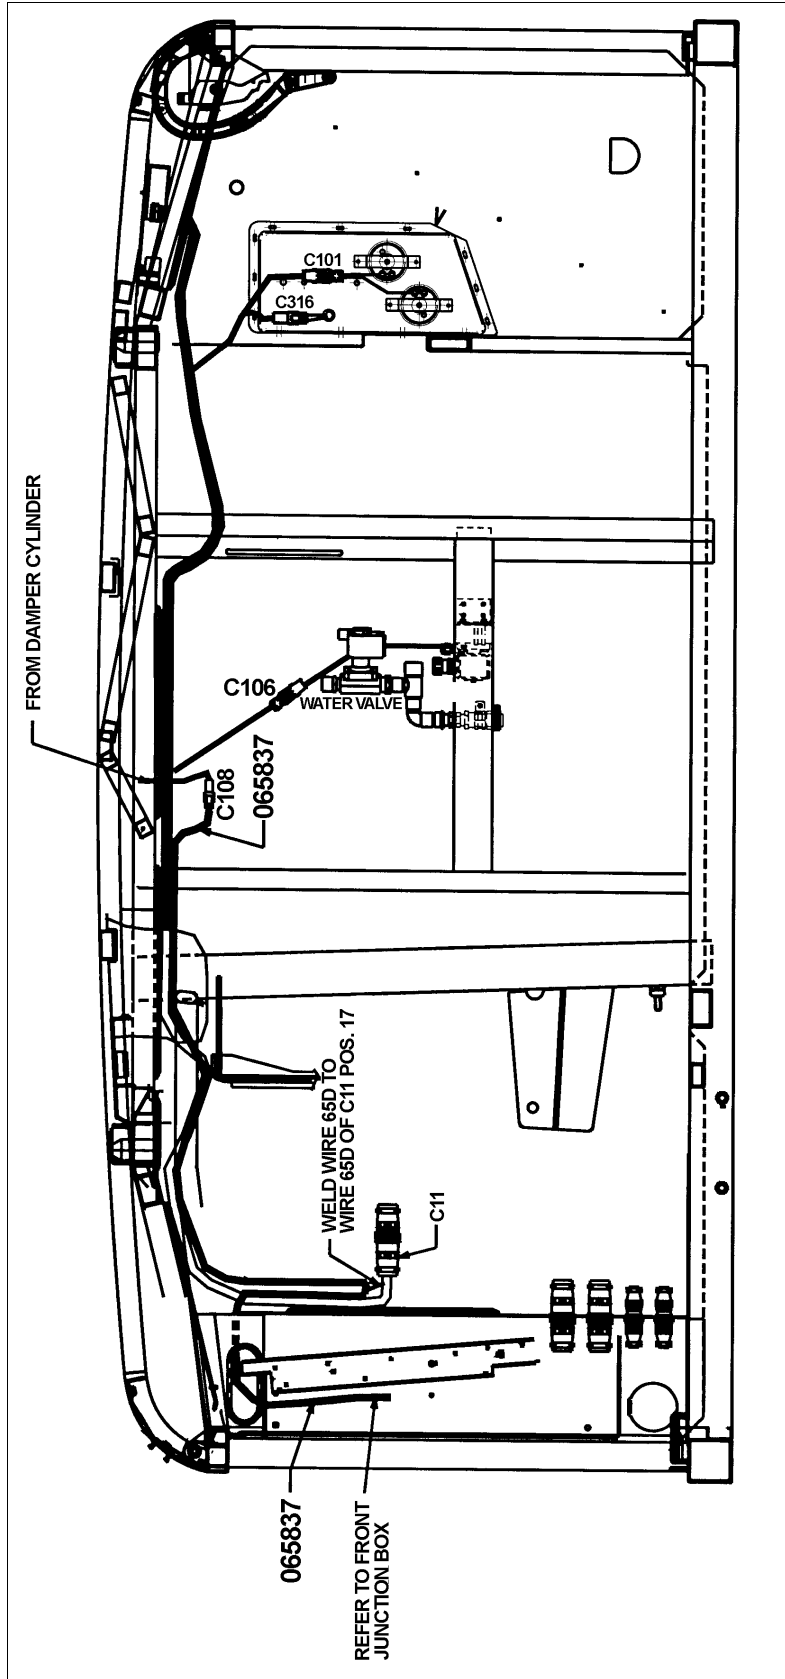 C101
C316
FROM DAMPER CYLINDER
C106
WATER VALVE
C108
065837
WELD WIRE 65D TO
WIRE 65D OF C11 POS. 17
C11
065837
REFER TO FRONT
JUNCTION BOX